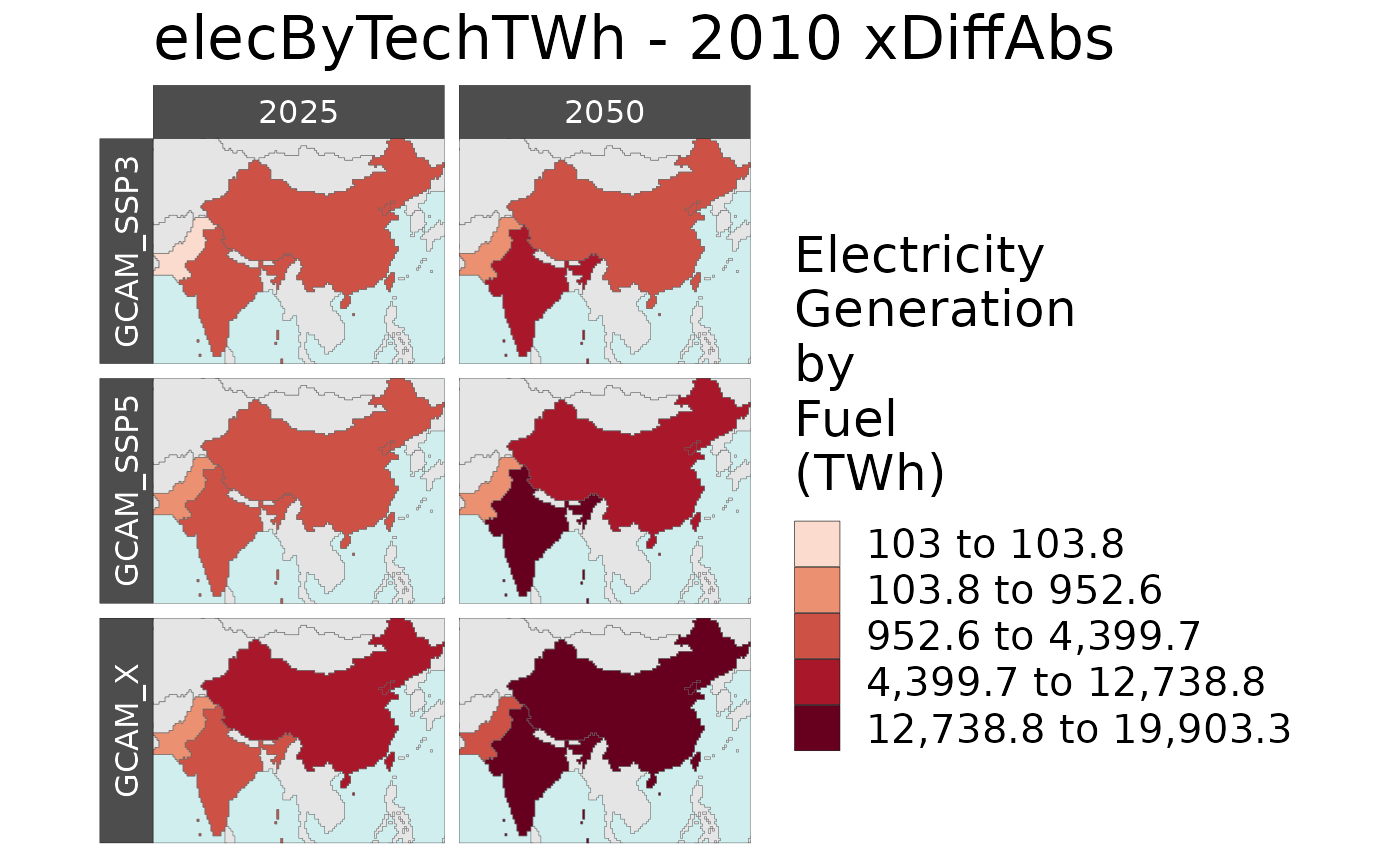 elecByTechTWh - 2010 xDiffAbs
2025
2050
GCAM_SSP3
GCAM_SSP5
GCAM_X
Electricity
Generation
by
Fuel
(TWh)
103 to 103.8
103.8 to 952.6
952.6 to 4,399.7
4,399.7 to 12,738.8
12,738.8 to 19,903.3